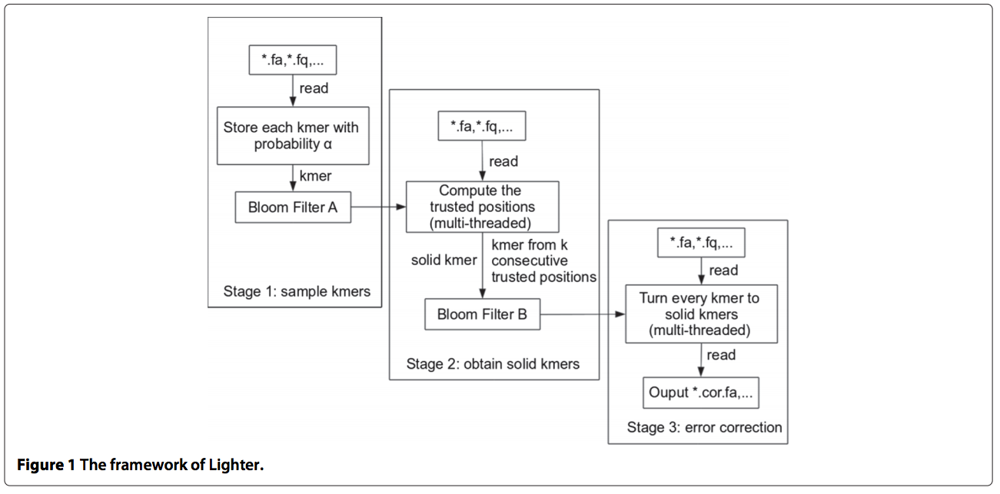 *.fa,*.fq,...
read
Store each kmer with
probability α
kmer
Bloom Filter A
Stage 1: sample kmers
*.fa,*.fq,...
read
Compute the
trusted positions
(multi-threaded)
solid kmer
kmer from k
consecutive
trusted positions
Bloom Filter B
Stage 2: obtain solid kmers
*.fa,*.fq,...
read
Turn every kmer to
solid kmers
(multi-threaded)
read
Ouput *.cor.fa,...
Stage 3: error correction
Figure 1 The framework of Lighter.